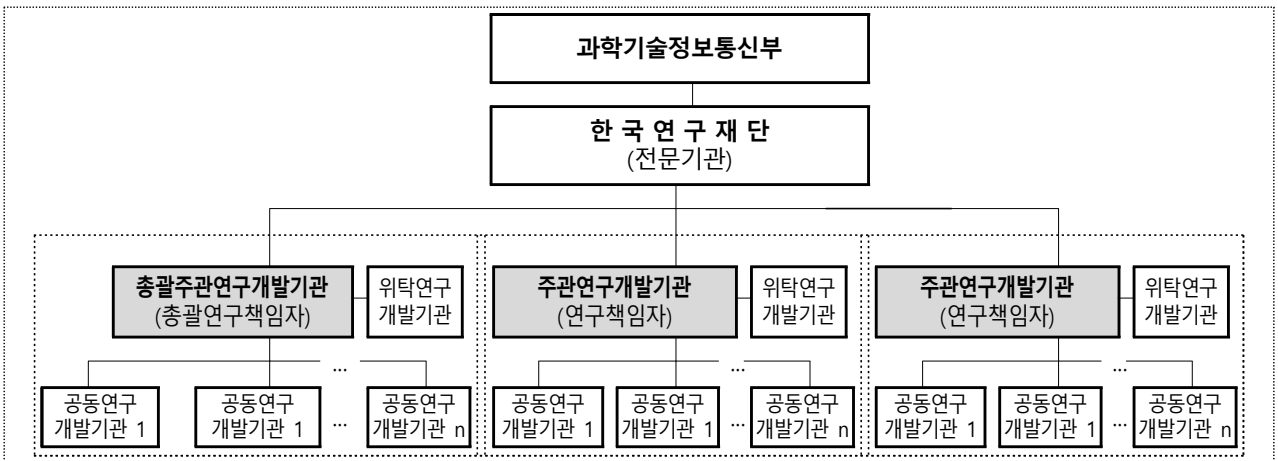 과학기술정보통신부
한 국 연 구 재 단
(전문기관)
총괄주관연구개발기관
(총괄연구책임자)
위탁연구
개발기관
주관연구개발기관
(연구책임자)
위탁연구
개발기관
주관연구개발기관
(연구책임자)
위탁연구
개발기관
...
...
...
공동연구
개발기관 1
공동연구
개발기관 1
...
공동연구
개발기관 n
공동연구
개발기관 1
공동연구
개발기관 1
...
공동연구
개발기관 n
공동연구
개발기관 1
공동연구
개발기관 1
...
공동연구
개발기관 n